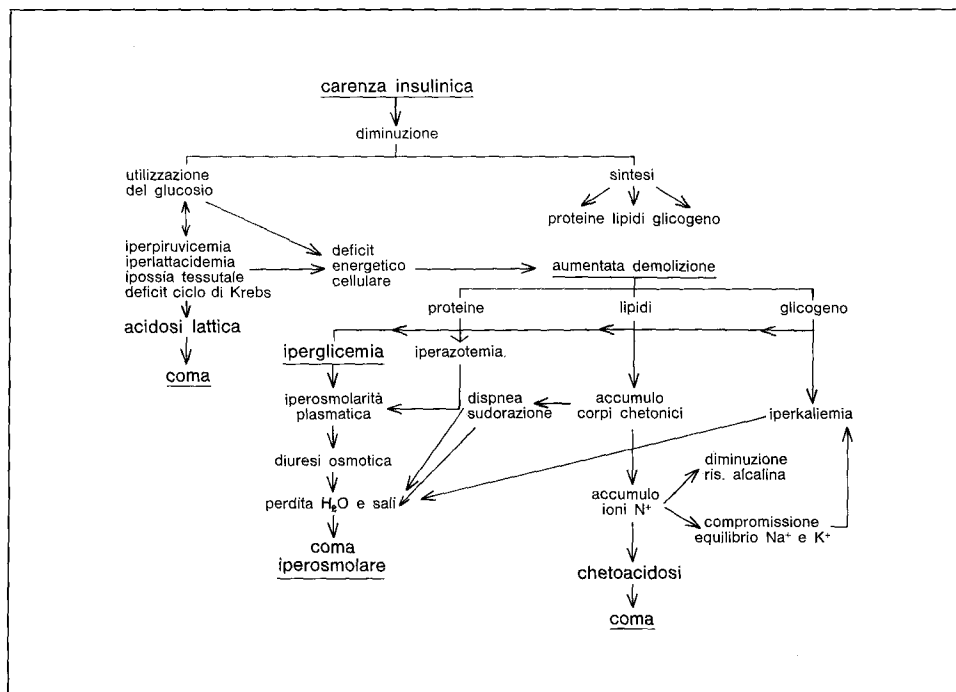 carenza insulinica
diminuzione
utilizzazione
del glucosio
sintesi
proteine lipidi glicogeno
iperpiruvicemia
iperlattacidemia
ipossia tessutale
deficit ciclo di Krebs
deficit
energetico
cellulare
aumentata demolizione
proteine
lipidi
glicogeno
acidosi lattica
coma
iperglicemia
iperazotemia.
iperosmolarità
plasmatica
dispnea
sudorazione
accumulo
corpi chetonici
iperkaliemia
diuresi osmotica
diminuzione
ris. alcalina
perdita H₂O e sali
accumulo
ioni N⁺
compromissione
equilibrio Na⁺ e K⁺
coma
iperosmolare
chetoacidosi
coma